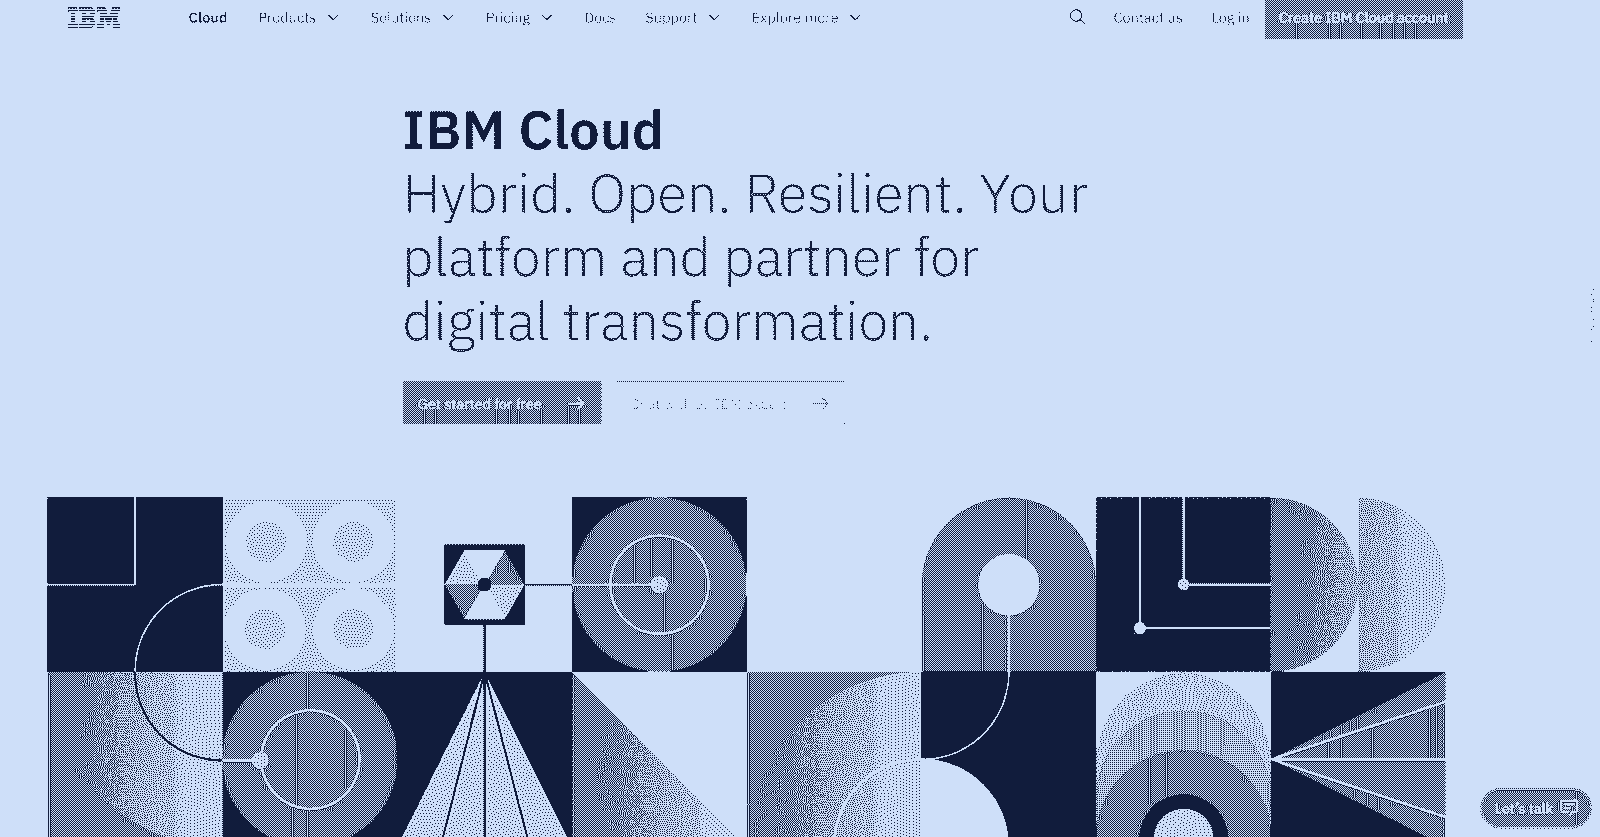 IBM
Cloud
Products
Solutions
Pricing
Docs
Support
Explore more
Contact us
Log in
Create IBM Cloud account
IBM Cloud
Hybrid. Open. Resilient. Your
platform and partner for
digital transformation.
Get started for free
Let's talk